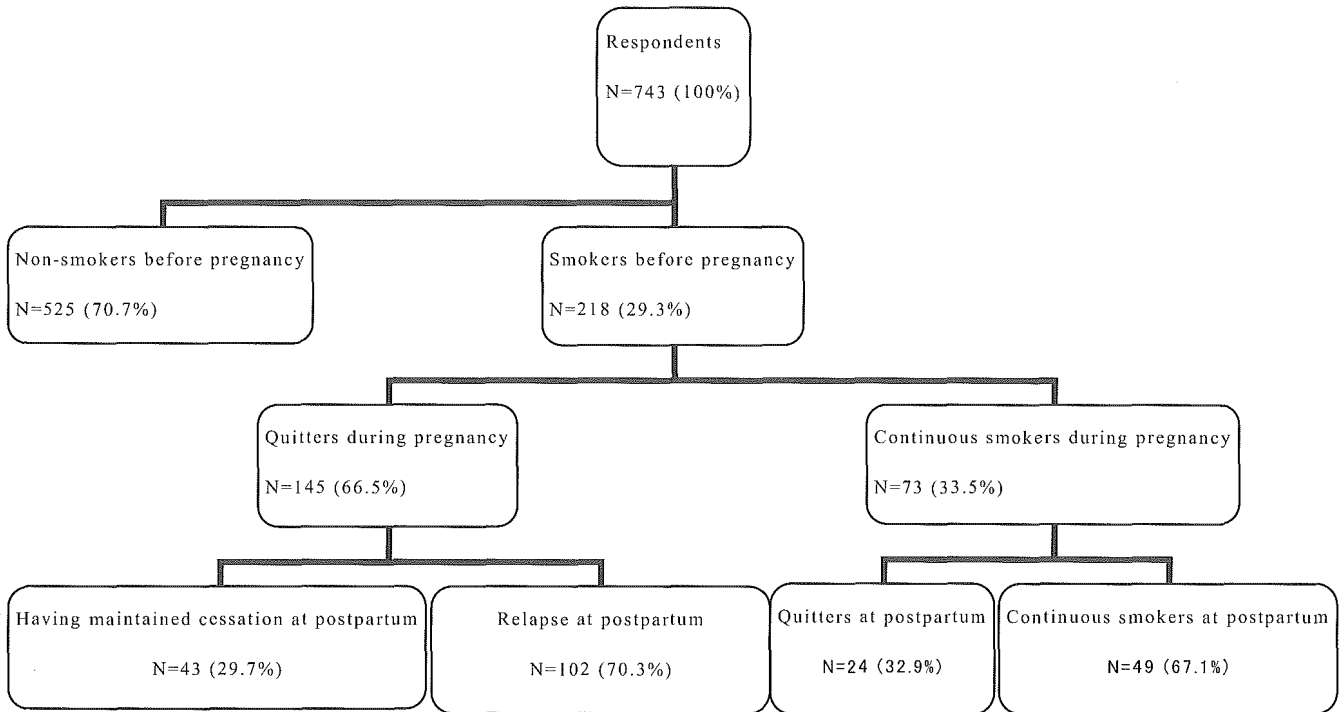 Respondents
N=743 (100%)
Non-smokers before pregnancy
N=525 (70.7%)
Smokers before pregnancy
N=218 (29.3%)
Quitters during pregnancy
N=145 (66.5%)
Continuous smokers during pregnancy
N=73 (33.5%)
Having maintained cessation at postpartum
N=43 (29.7%)
Relapse at postpartum
N=102 (70.3%)
Quitters at postpartum
N=24 (32.9%)
Continuous smokers at postpartum
N=49 (67.1%)